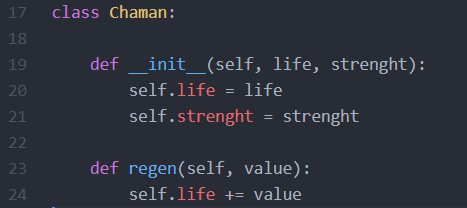 17 class Chaman:
18
19     def __init__(self, life, strenght):
20         self.life = life
21         self.strenght = strenght
22
23     def regen(self, value):
24         self.life += value